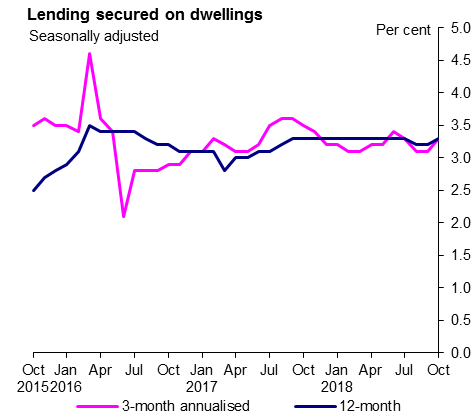 Lending secured on dwellings
Seasonally adjusted
Per cent
5.0
4.5
4.0
3.5
3.0
2.5
2.0
1.5
1.0
0.5
0.0
Oct Jan Apr Jul Oct Jan Apr Jul Oct Jan Apr Jul Oct
2015 2016 2017 2018
3-month annualised 12-month